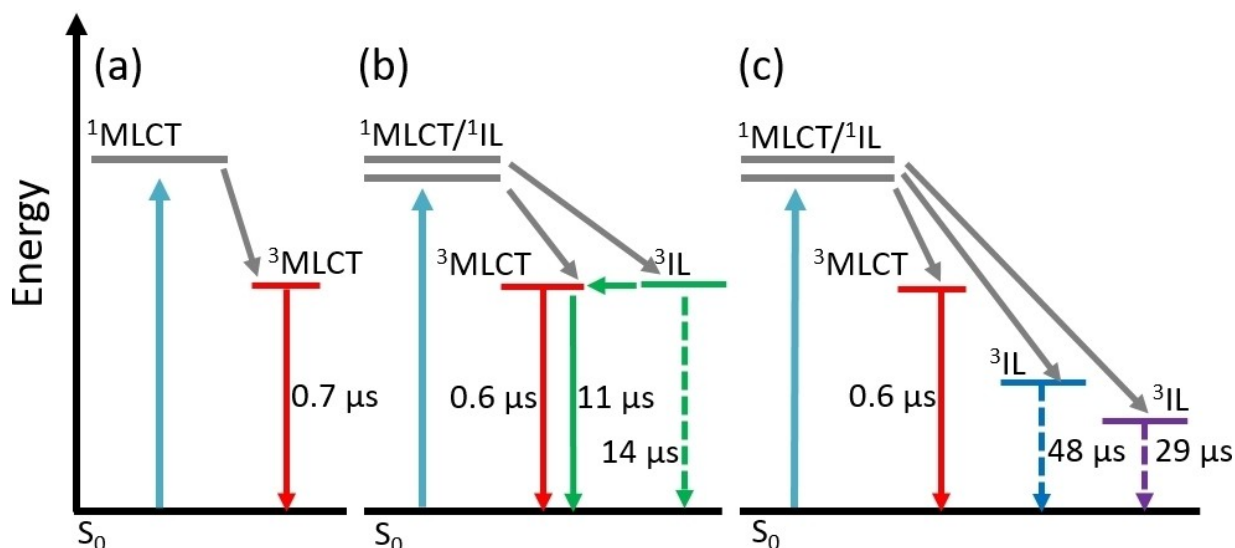 Energy
(a)
¹MLCT
³MLCT
0.7 µs
S₀
(b)
¹MLCT/¹IL
³MLCT
³IL
0.6 µs
11 µs
14 µs
S₀
(c)
¹MLCT/¹IL
³MLCT
³IL
³IL
0.6 µs
48 µs
29 µs
S₀